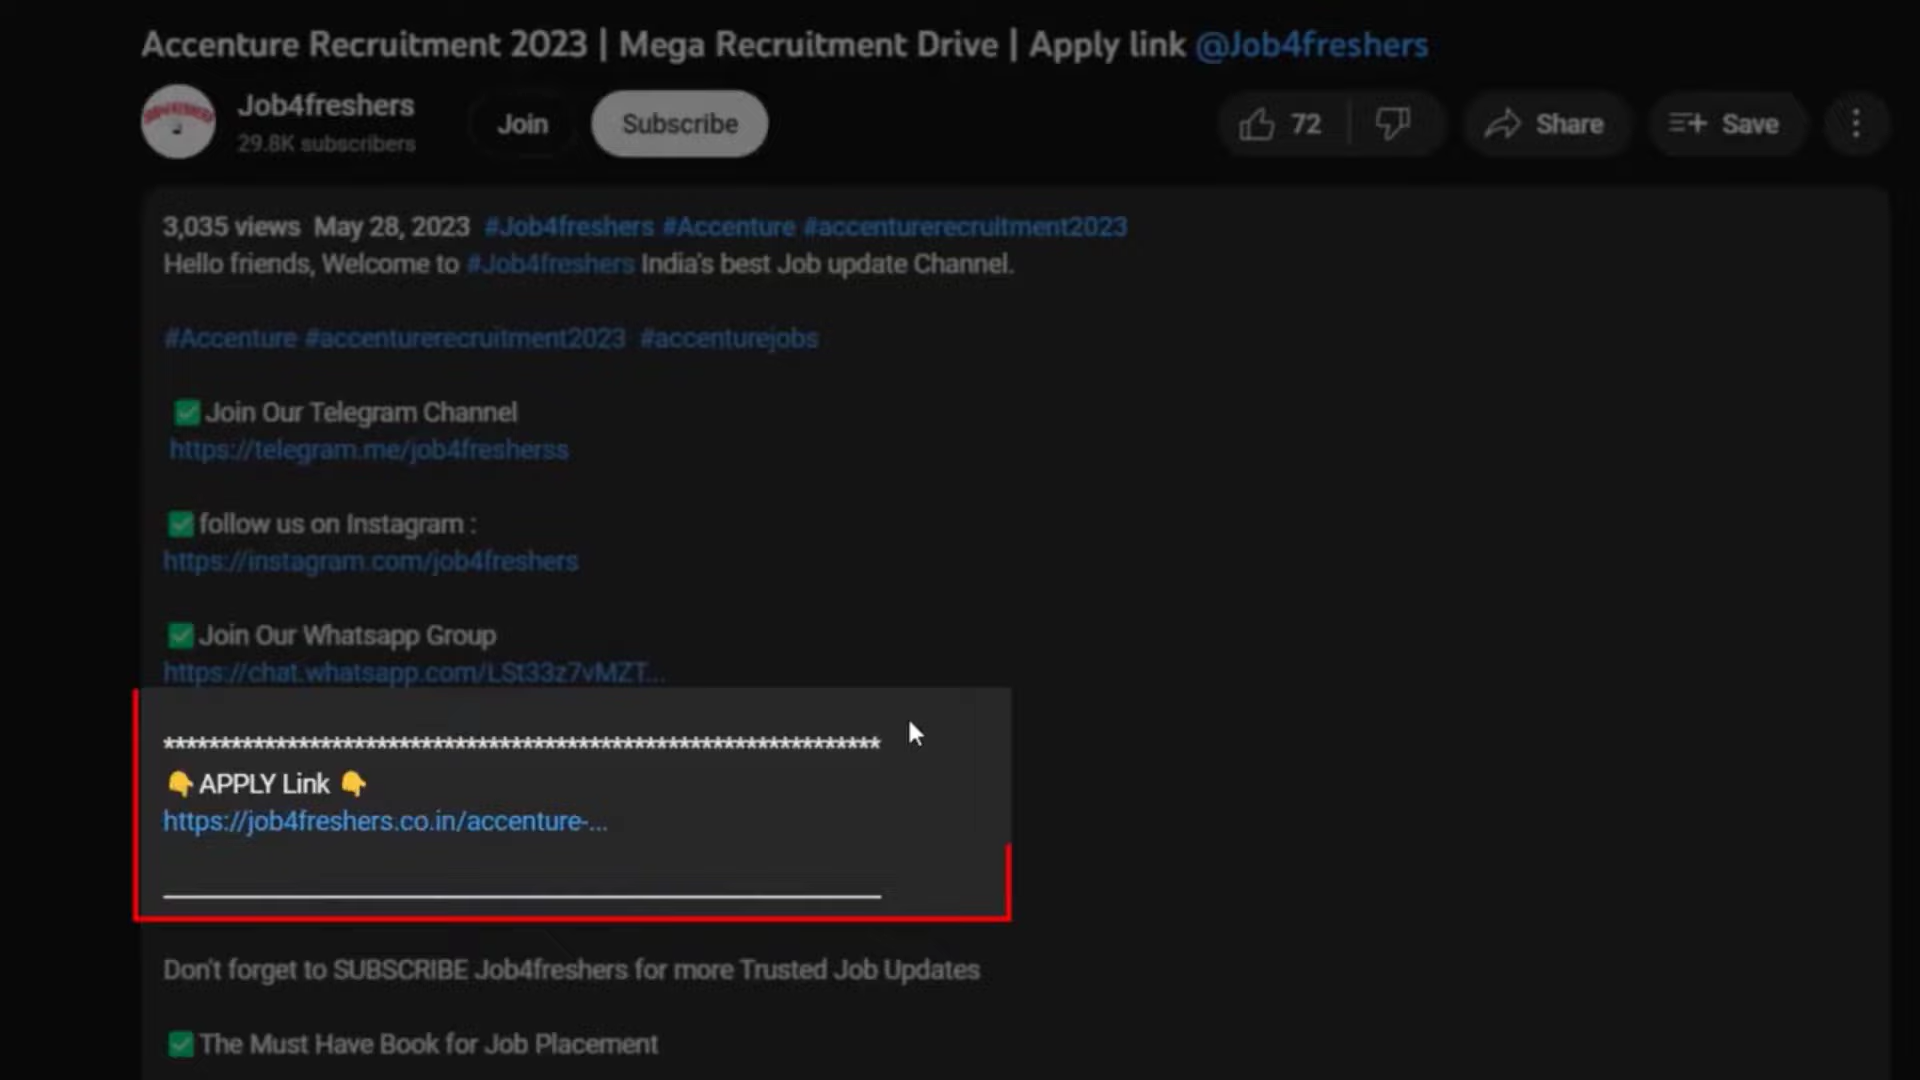 Accenture Recruitment 2023 | Mega Recruitment Drive | Apply link @Job4freshers
Job4freshers
29.8K subscribers
Join
Subscribe
72
Share
Save
3,035 views May 28, 2023 #Job4freshers #Accenture #accenturerecruitment2023
Hello friends, Welcome to #Job4freshers India's best Job update Channel.
#Accenture #accenturerecruitment2023 #accenturejobs
✅Join Our Telegram Channel
https://telegram.me/job4fresherss
✅follow us on Instagram :
https://instagram.com/job4freshers
✅Join Our Whatsapp Group
https://chat.whatsapp.com/LSt33z7vMZT...
👇APPLY Link 👇
https://job4freshers.co.in/accenture-...
Don't forget to SUBSCRIBE Job4freshers for more Trusted Job Updates
✅The Must Have Book for Job Placement